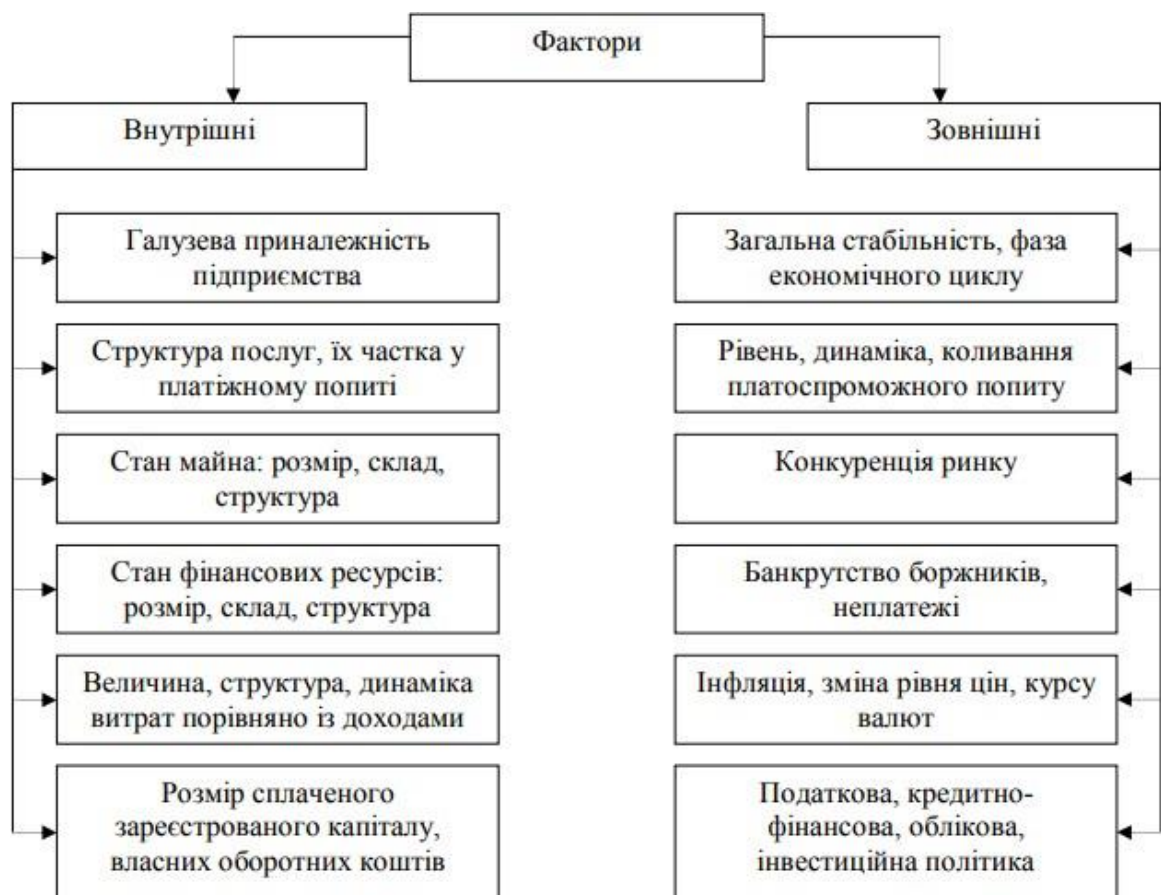 Фактори
Внутрішні
Зовнішні
Галузева приналежність
підприємства
Структура послуг, їх частка у
платіжному попиті
Стан майна: розмір, склад,
структура
Стан фінансових ресурсів:
розмір, склад, структура
Величина, структура, динаміка
витрат порівняно із доходами
Розмір сплаченого
зареєстрованого капіталу,
власних оборотних коштів
Загальна стабільність, фаза
економічного циклу
Рівень, динаміка, коливання
платоспроможного попиту
Конкуренція ринку
Банкрутство боржників,
неплатежі
Інфляція, зміна рівня цін, курсу
валют
Податкова, кредитно-
фінансова, облікова,
інвестиційна політика